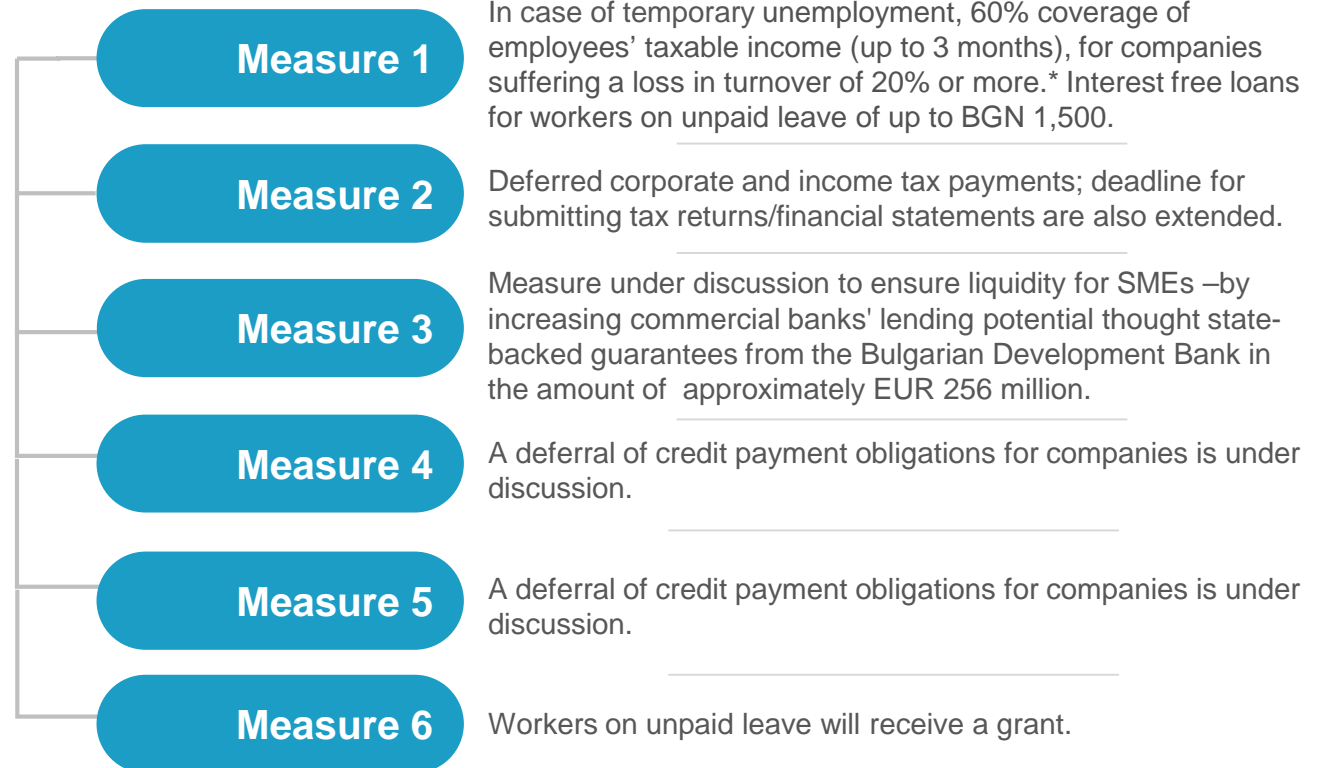 Measure 1
In case of temporary unemployment, 60% coverage of
employees’ taxable income (up to 3 months), for companies
suffering a loss in turnover of 20% or more.* Interest free loans
for workers on unpaid leave of up to BGN 1,500.
Measure 2
Deferred corporate and income tax payments; deadline for
submitting tax returns/financial statements are also extended.
Measure 3
Measure under discussion to ensure liquidity for SMEs –by
increasing commercial banks' lending potential thought state-
backed guarantees from the Bulgarian Development Bank in
the amount of approximately EUR 256 million.
Measure 4
A deferral of credit payment obligations for companies is under
discussion.
Measure 5
A deferral of credit payment obligations for companies is under
discussion.
Measure 6
Workers on unpaid leave will receive a grant.